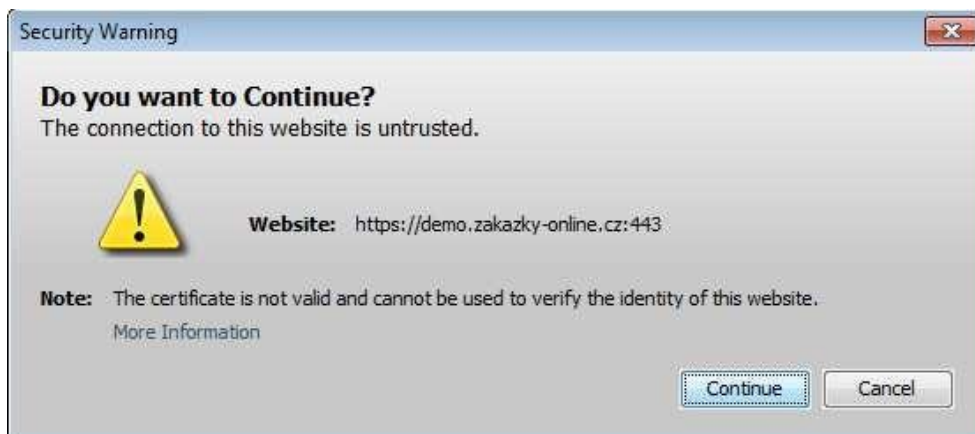 Security Warning
Do you want to Continue?
The connection to this website is untrusted.
Website: https://demo.zakazky-online.cz:443
Note: The certificate is not valid and cannot be used to verify the identity of this website.
More Information
Continue Cancel